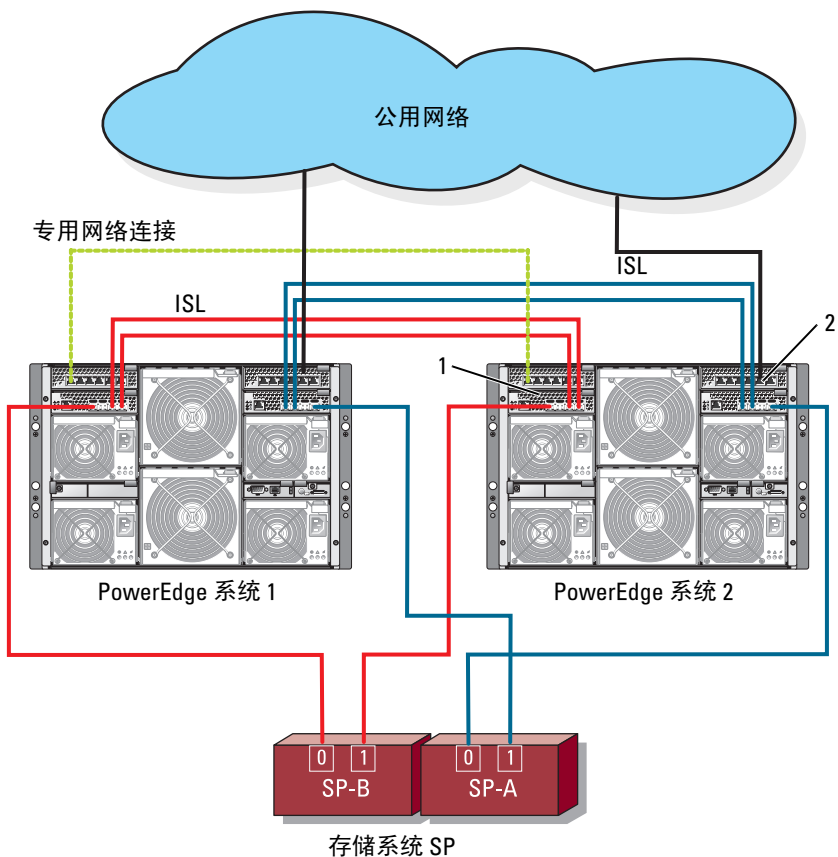 公用网络
专用网络连接
ISL
ISL
2
1
PowerEdge 系统 1
PowerEdge 系统 2
0
1
0
1
SP-B
SP-A
存储系统 SP